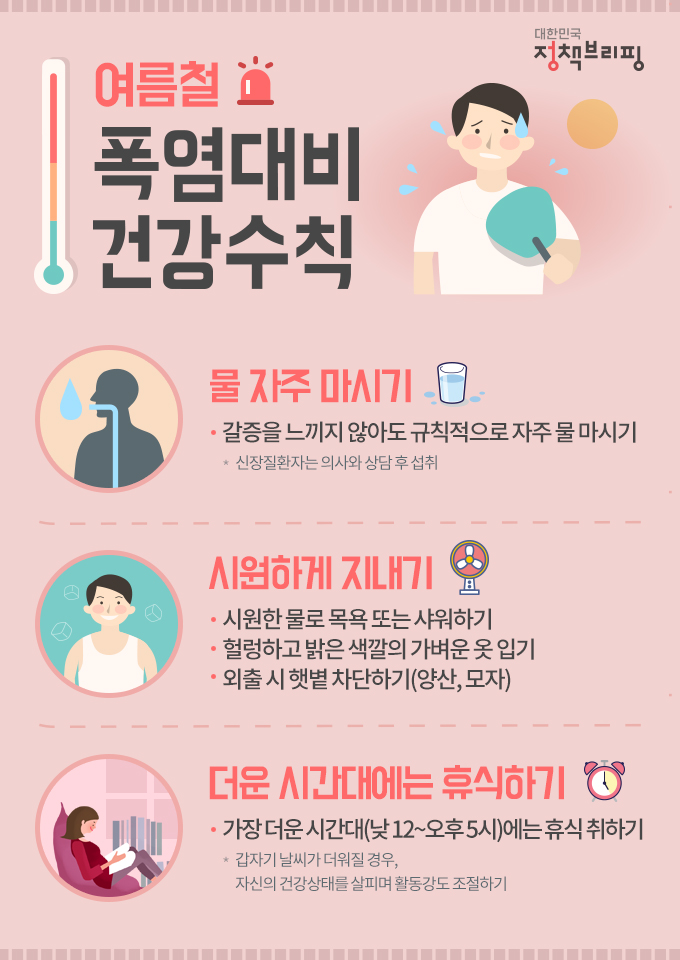 대한민국
정책브리핑
여름철
폭염대비
건강수칙
물 자주 마시기
• 갈증을 느끼지 않아도 규칙적으로 자주 물 마시기
* 신장질환자는 의사와 상담 후 섭취
시원하게 지내기
• 시원한 물로 목욕 또는 샤워하기
• 헐렁하고 밝은 색깔의 가벼운 옷 입기
• 외출 시 햇볕 차단하기(양산, 모자)
더운 시간대에는 휴식하기
• 가장 더운 시간대(낮 12~오후 5시)에는 휴식 취하기
* 갑자기 날씨가 더워질 경우,
자신의 건강상태를 살피며 활동강도 조절하기